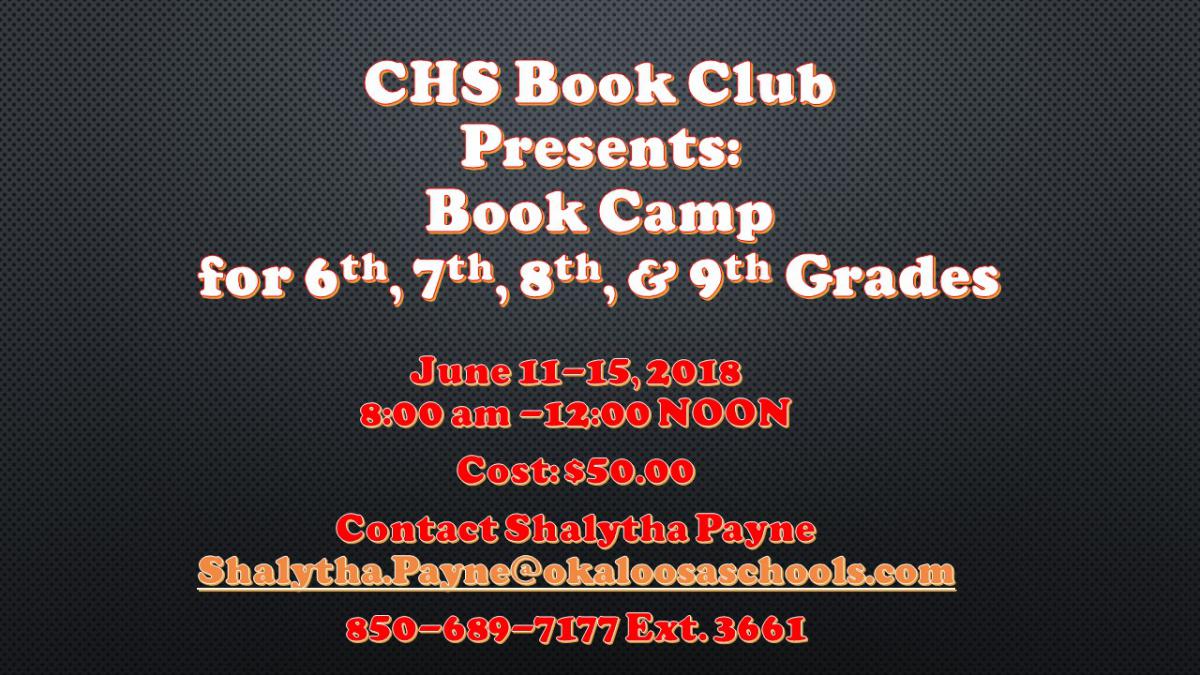 CHS Book Club
Presents:
Book Camp
for 6th, 7th, 8th, & 9th Grades
June 11–15, 2018
8:00 am –12:00 NOON
Cost: $50.00
Contact Shalytha Payne
Shalytha.Payne@okaloosaschools.com
850–689–7177 Ext. 3661